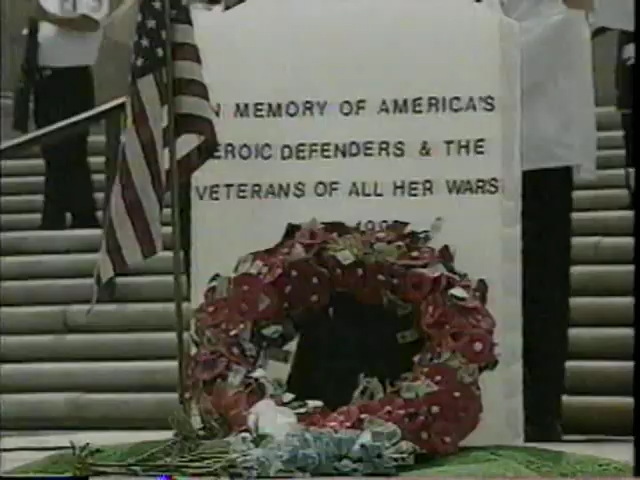 N MEMORY OF AMERICA'S
EROIC DEFENDERS & THE
VETERANS OF ALL HER WARS